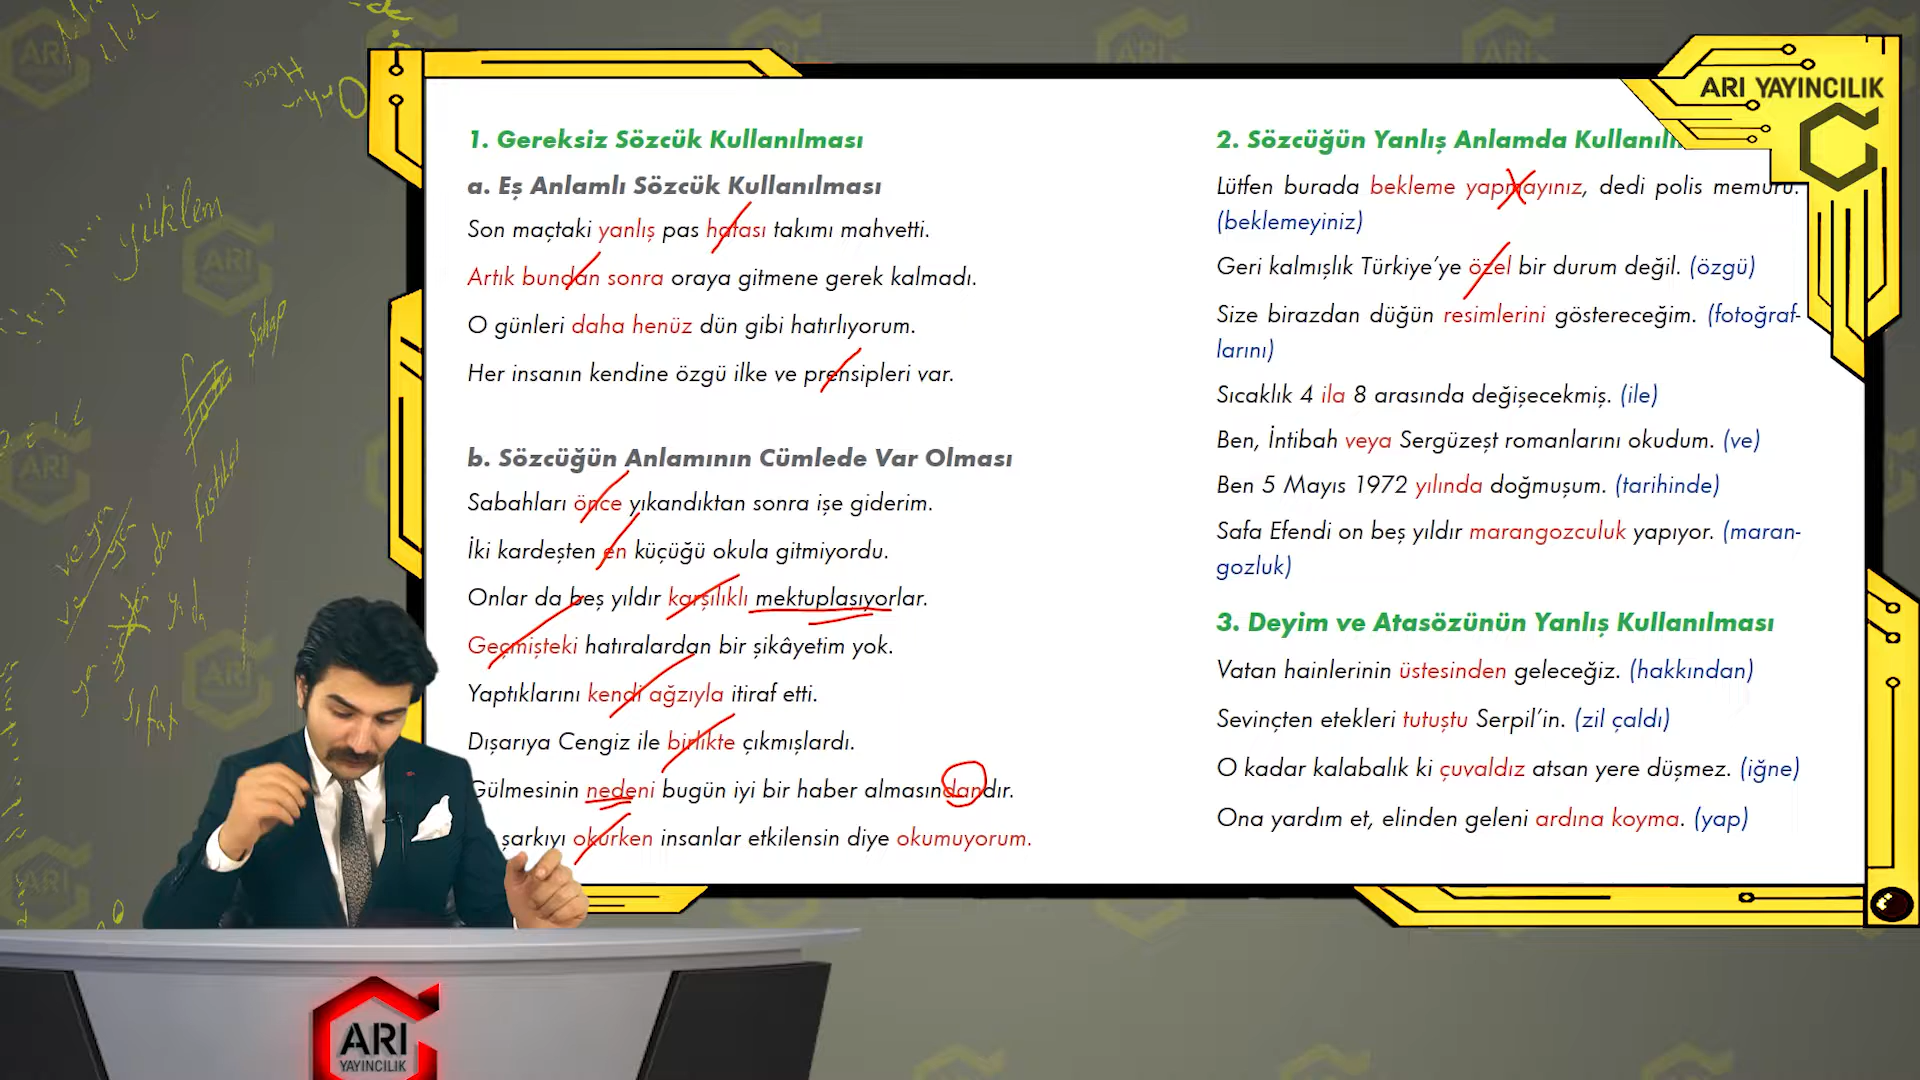 1. Gereksiz Sözcük Kullanılması
a. Eş Anlamlı Sözcük Kullanılması
Son maçtaki yanlış pas hatası takımı mahvetti.
Artık bundan sonra oraya gitmene gerek kalmadı.
O günleri daha henüz dün gibi hatırlıyorum.
Her insanın kendine özgü ilke ve prensipleri var.
b. Sözcüğün Anlamının Cümlede Var Olması
Sabahları önce yıkandıktan sonra işe giderim.
İki kardeşten en küçüğü okula gitmiyordu.
Onlar da beş yıldır karşılıklı mektuplaşıyorlar.
Geçmişteki hatıralardan bir şikâyetim yok.
Yaptıklarını kendi ağzıyla itiraf etti.
Dışarıya Cengiz ile birlikte çıkmışlardı.
Gülmesinin nedeni bugün iyi bir haber almasındandır.
şarkıyı okurken insanlar etkilensin diye okumuyorum.
2. Sözcüğün Yanlış Anlamda
Lütfen burada bekleme yapmayınız, dedi polis memuru.
(beklemeyiniz)
Geri kalmışlık Türkiye'ye özel bir durum değil. (özgü)
Size birazdan düğün resimlerini göstereceğim. (fotoğraf-
larını)
Sıcaklık 4 ila 8 arasında değişecekmiş. (ile)
Ben, İntibah veya Sergüzeşt romanlarını okudum. (ve)
Ben 5 Mayıs 1972 yılında doğmuşum. (tarihinde)
Safa Efendi on beş yıldır marangozculuk yapıyor. (maran-
gozluk)
3. Deyim ve Atasözünün Yanlış Kullanılması
Vatan hainlerinin üstesinden geleceğiz. (hakkından)
Sevinçten etekleri tutuştu Serpil'in. (zil çaldı)
O kadar kalabalık ki çuvaldız atsan yere düşmez. (iğne)
Ona yardım et, elinden geleni ardına koyma. (yap)
ARI YAYINCILIK
yüklem
fıstıkçı
şahap
veya
ya da
sıfat
Orhun
Hoca
ARI
YAYINCILIK